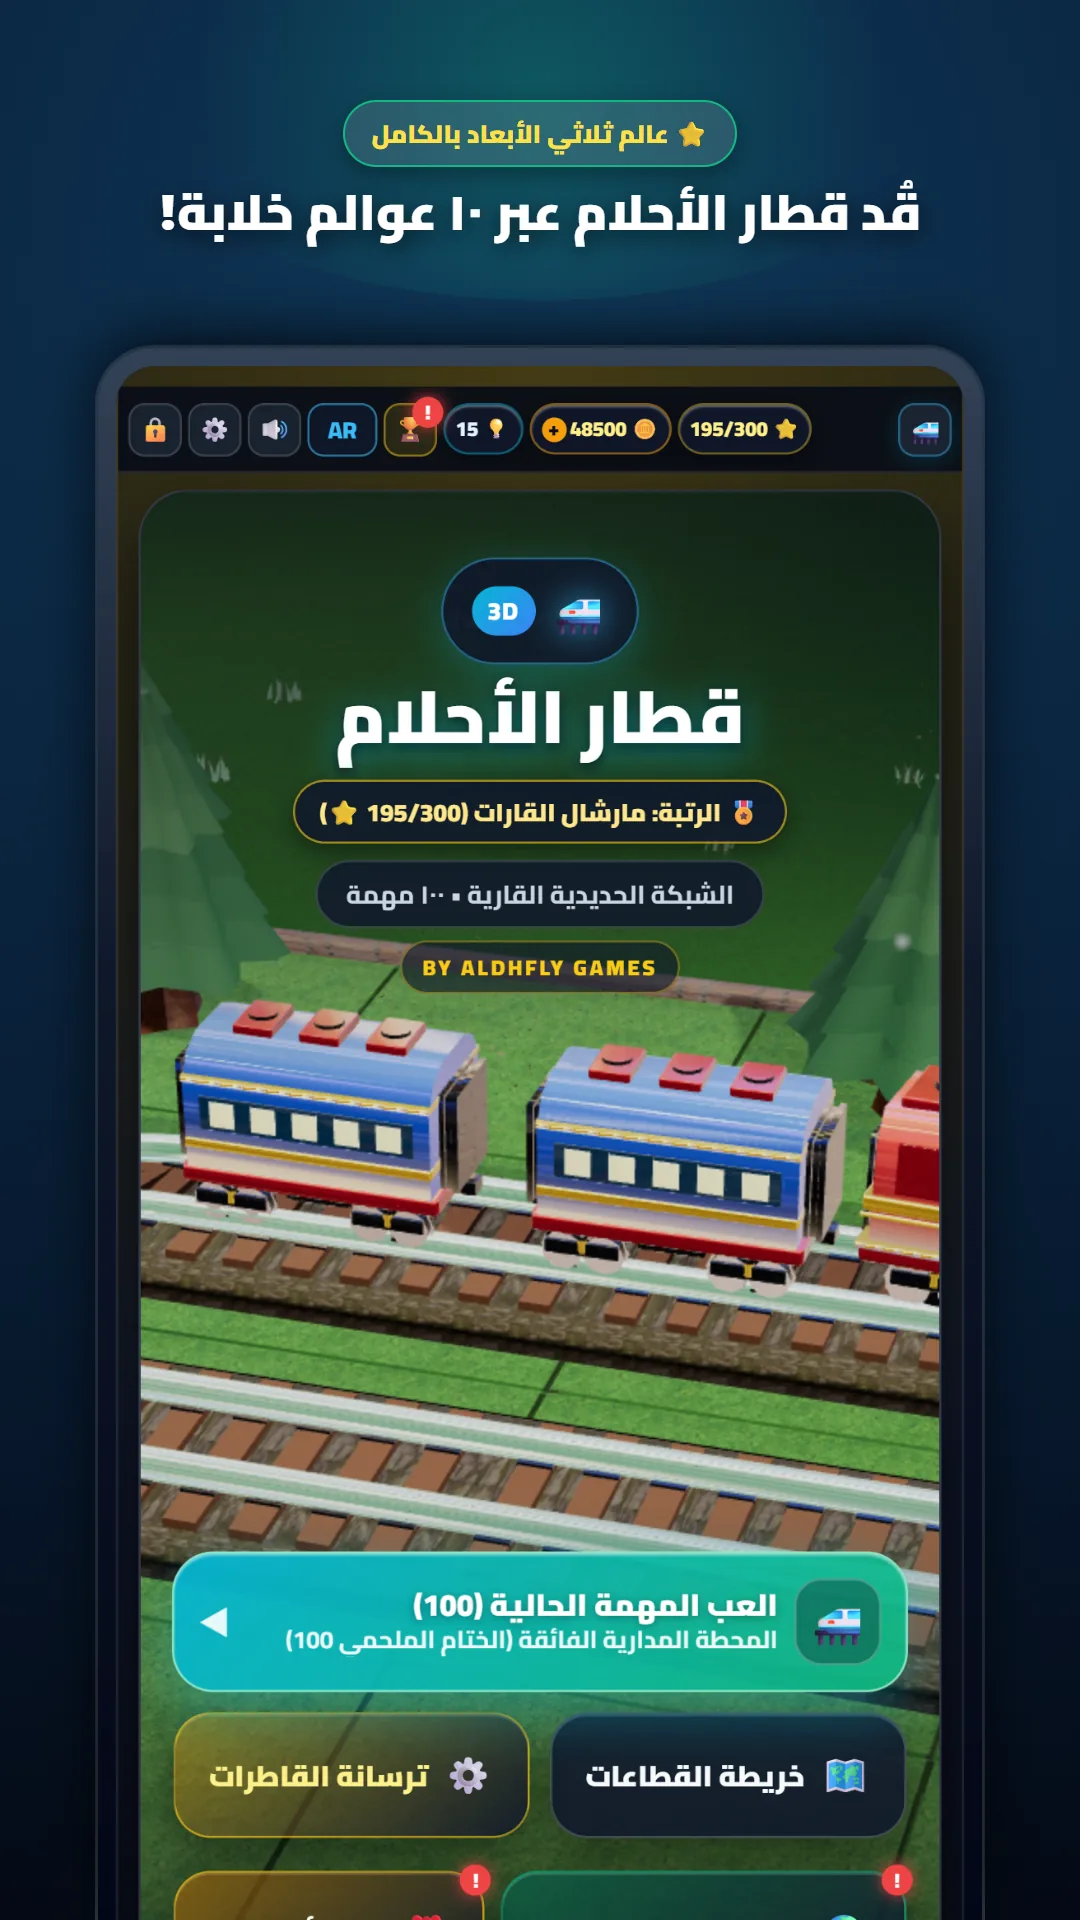 عالم ثلاثي الأبعاد بالكامل
قُد قطار الأحلام عبر ١٠ عوالم خلابة!
195/300
48500
15
!
AR
3D
قطار الأحلام
الرتبة: مارشال القارات (195/300 ⭐)
الشبكة الحديدية القارية • ١٠٠ مهمة
BY ALDHFLY GAMES
العب المهمة الحالية (100)
المحطة المدارية الفائقة (الختام الملحمي 100)
خريطة القطاعات
ترسانة القاطرات
!
!